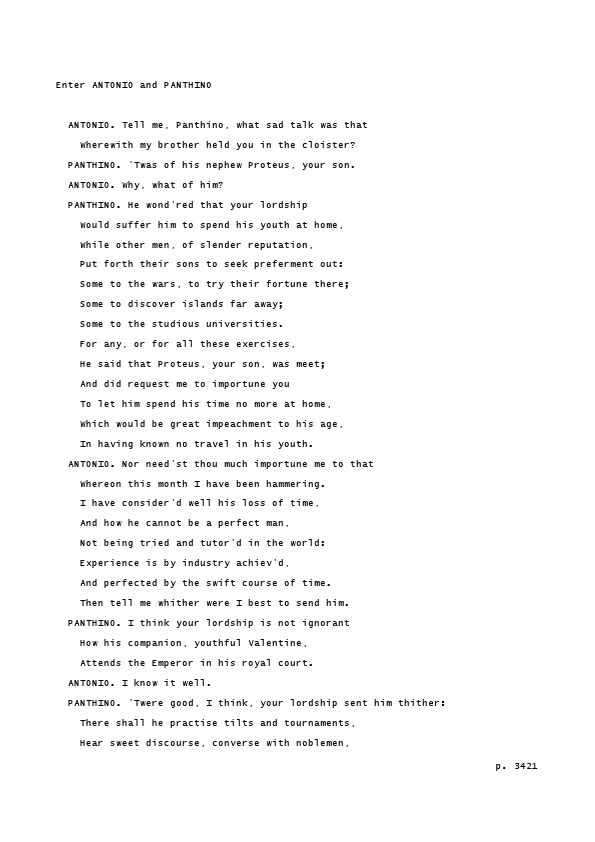 Enter ANTONIO and PANTHINO
ANTONIO. Tell me, Panthino, what sad talk was that
Wherewith my brother held you in the cloister?
PANTHINO. 'Twas of his nephew Proteus, your son.
ANTONIO. Why, what of him?
PANTHINO. He wond'red that your lordship
Would suffer him to spend his youth at home,
While other men, of slender reputation,
Put forth their sons to seek preferment out:
Some to the wars, to try their fortune there;
Some to discover islands far away;
Some to the studious universities.
For any, or for all these exercises,
He said that Proteus, your son, was meet;
And did request me to importune you
To let him spend his time no more at home,
Which would be great impeachment to his age,
In having known no travel in his youth.
ANTONIO. Nor need'st thou much importune me to that
Whereon this month I have been hammering.
I have consider'd well his loss of time,
And how he cannot be a perfect man,
Not being tried and tutor'd in the world:
Experience is by industry achiev'd,
And perfected by the swift course of time.
Then tell me whither were I best to send him.
PANTHINO. I think your lordship is not ignorant
How his companion, youthful Valentine,
Attends the Emperor in his royal court.
ANTONIO. I know it well.
PANTHINO. 'Twere good, I think, your lordship sent him thither:
There shall he practise tilts and tournaments,
Hear sweet discourse, converse with noblemen,
p. 3421